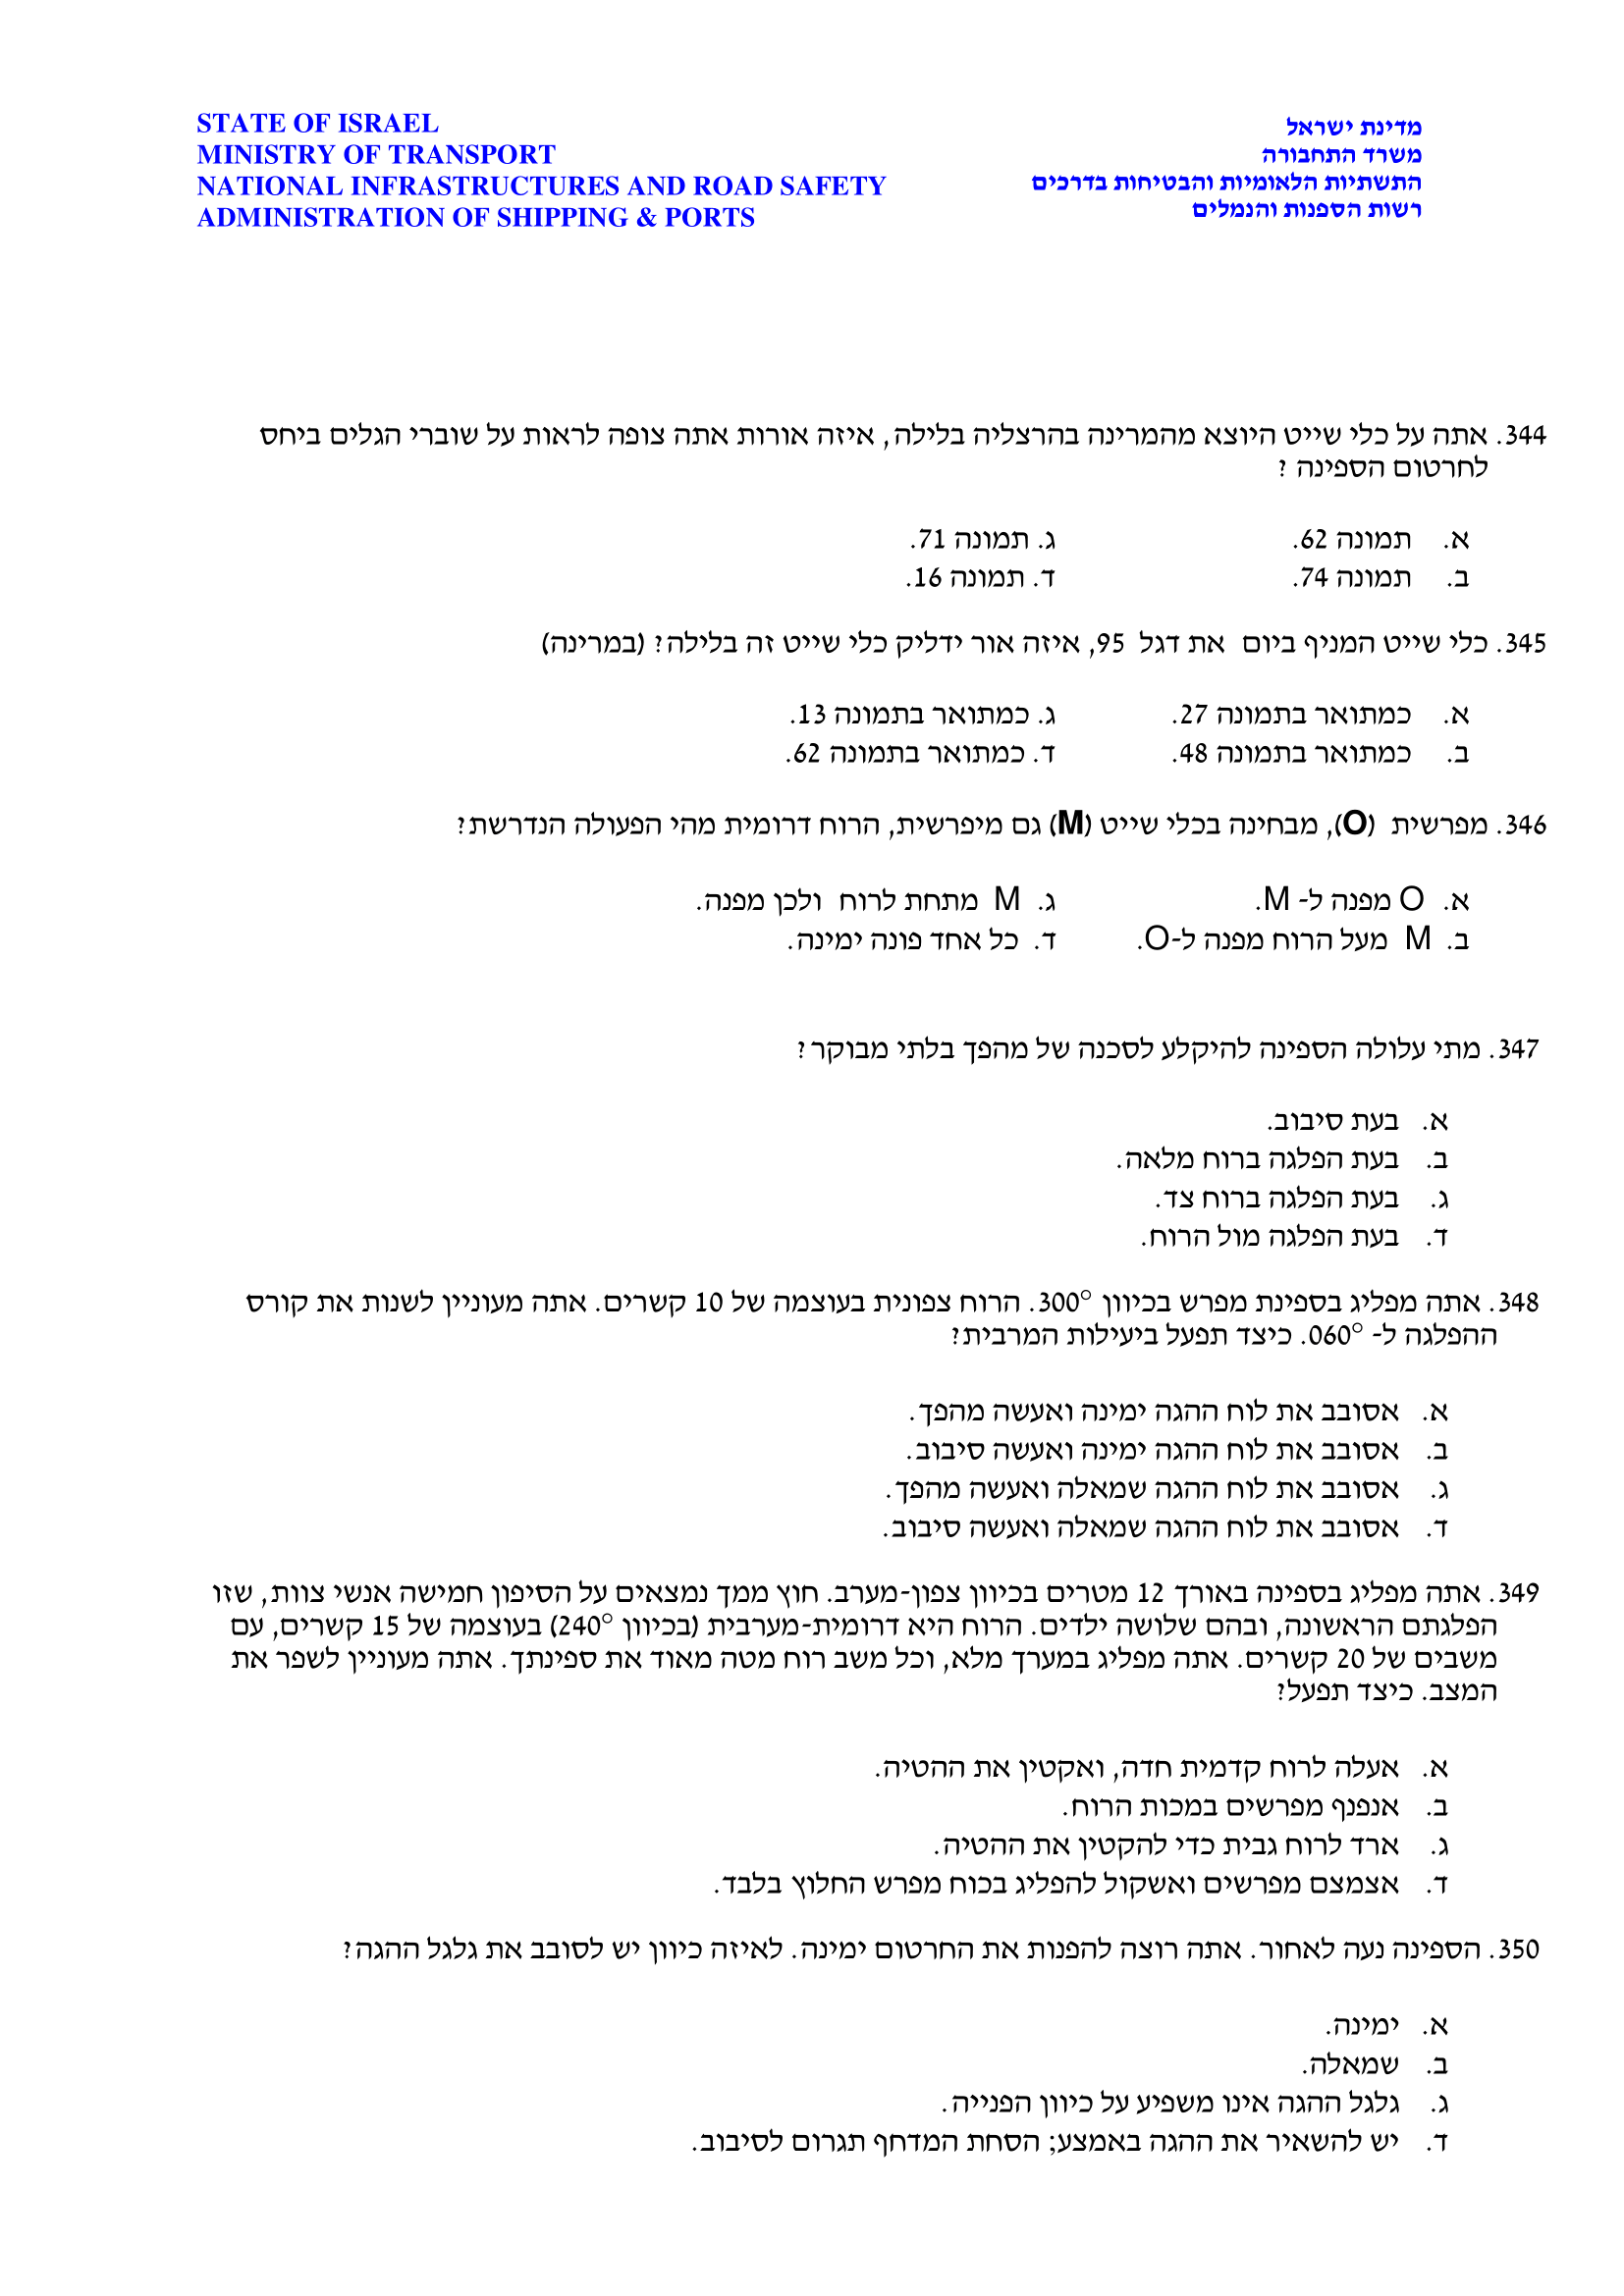 STATE OF ISRAEL
MINISTRY OF TRANSPORT
NATIONAL INFRASTRUCTURES AND ROAD SAFETY
ADMINISTRATION OF SHIPPING & PORTS
מדינת ישראל
משרד התחבורה
התשתיות הלאומיות והבטיחות בדרכים
רשות הספנות והנמלים
344. אתה על כלי שייט היוצא מהמרינה בהרצליה בלילה, איזה אורות אתה צופה לראות על שוברי הגלים ביחס
לחרטום הספינה ?
א. תמונה 62. ג. תמונה 71.
ב. תמונה 74. ד. תמונה 16.
345. כלי שייט המניף ביום את דגל 95, איזה אור ידליק כלי שייט זה בלילה? (במרינה)
א. כמתואר בתמונה 27. ג. כמתואר בתמונה 13.
ב. כמתואר בתמונה 48. ד. כמתואר בתמונה 62.
346. מפרשית (O), מבחינה בכלי שייט (M) גם מיפרשית, הרוח דרומית מהי הפעולה הנדרשת?
א. O מפנה ל- M. ג. M מתחת לרוח ולכן מפנה.
ב. M מעל הרוח מפנה ל-O. ד. כל אחד פונה ימינה.
347. מתי עלולה הספינה להיקלע לסכנה של מהפך בלתי מבוקר?
א. בעת סיבוב.
ב. בעת הפלגה ברוח מלאה.
ג. בעת הפלגה ברוח צד.
ד. בעת הפלגה מול הרוח.
348. אתה מפליג בספינת מפרש בכיוון 300°. הרוח צפונית בעוצמה של 10 קשרים. אתה מעוניין לשנות את קורס
ההפלגה ל- 060°. כיצד תפעל ביעילות המרבית?
א. אסובב את לוח ההגה ימינה ואעשה מהפך.
ב. אסובב את לוח ההגה ימינה ואעשה סיבוב.
ג. אסובב את לוח ההגה שמאלה ואעשה מהפך.
ד. אסובב את לוח ההגה שמאלה ואעשה סיבוב.
349. אתה מפליג בספינה באורך 12 מטרים בכיוון צפון-מערב. חוץ ממך נמצאים על הסיפון חמישה אנשי צוות, שזו
הפלגתם הראשונה, ובהם שלושה ילדים. הרוח היא דרומית-מערבית (בכיוון 240°) בעוצמה של 15 קשרים, עם
משבים של 20 קשרים. אתה מפליג במערך מלא, וכל משב רוח מטה מאוד את ספינתך. אתה מעוניין לשפר את
המצב. כיצד תפעל?
א. אעלה לרוח קדמית חדה, ואקטין את ההטיה.
ב. אנפנף מפרשים במכות הרוח.
ג. ארד לרוח גבית כדי להקטין את ההטיה.
ד. אצמצם מפרשים ואשקול להפליג בכוח מפרש החלוץ בלבד.
350. הספינה נעה לאחור. אתה רוצה להפנות את החרטום ימינה. לאיזה כיוון יש לסובב את גלגל ההגה?
א. ימינה.
ב. שמאלה.
ג. גלגל ההגה אינו משפיע על כיוון הפנייה.
ד. יש להשאיר את ההגה באמצע; הסחת המדחף תגרום לסיבוב.